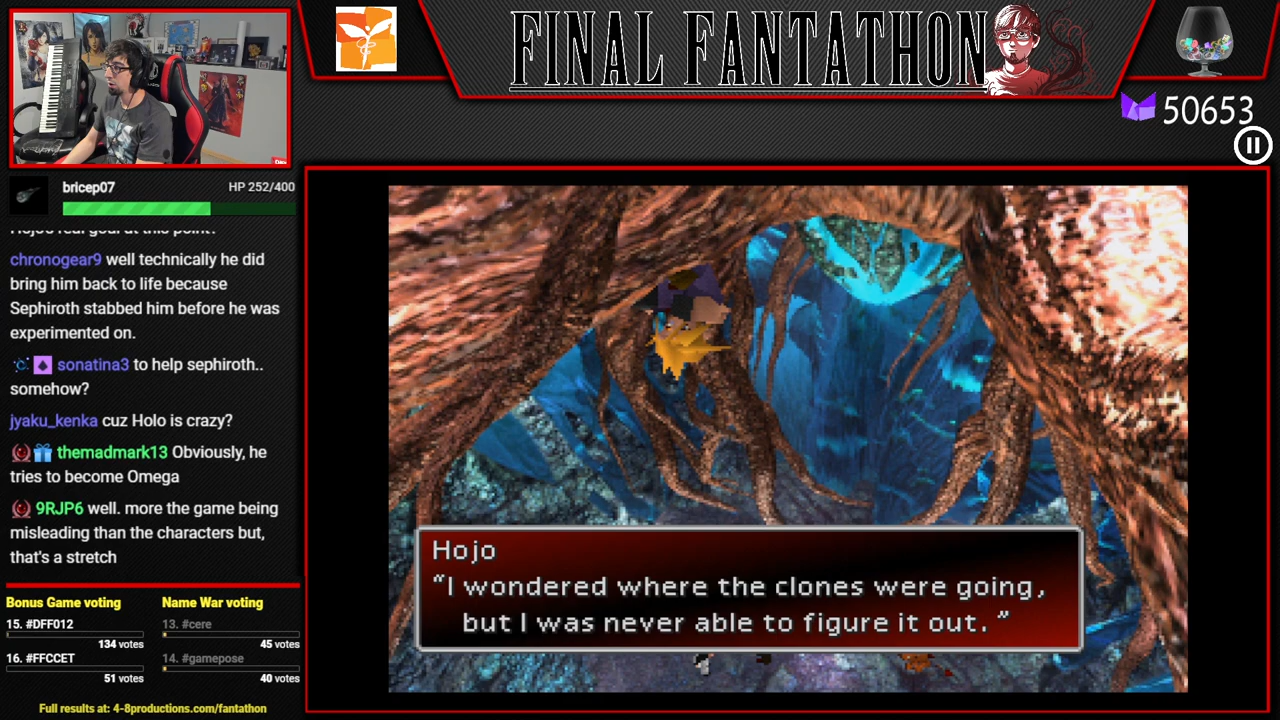 FINAL FANTATHON
50653
bricep07
HP 252/400
chronogear9 well technically he did
bring him back to life because
Sephiroth stabbed him before he was
experimented on.
sonatina3 to help sephiroth..
somehow?
jyaku_kenka cuz Holo is crazy?
themadmark13 Obviously, he
tries to become Omega
9RJP6 well. more the game being
misleading than the characters but,
that's a stretch
Bonus Game voting
Name War voting
15. #DFF012
13. #cere
134 votes
45 votes
16. #FFCCET
14. #gamepose
51 votes
40 votes
Full results at: 4-8productions.com/fantathon
Hojo
“I wondered where the clones were going,
but I was never able to figure it out.”